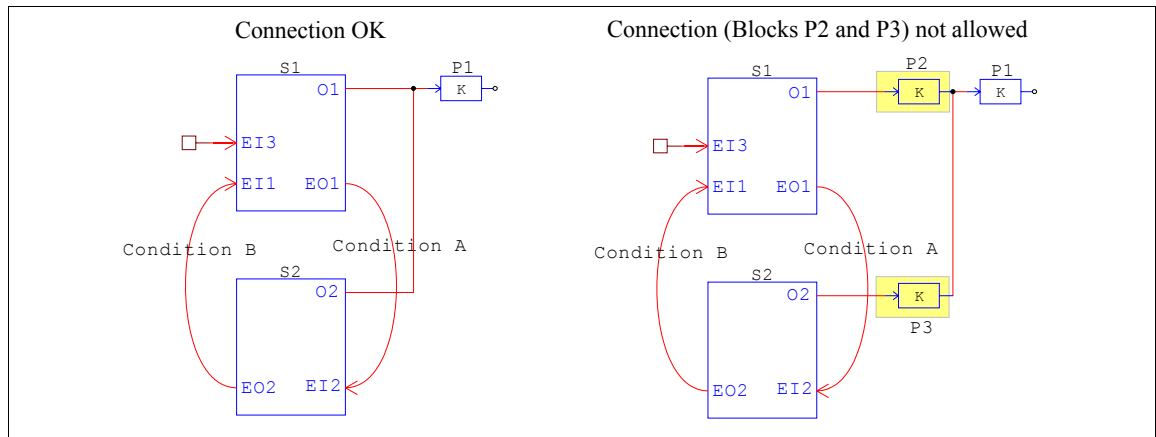 Connection OK
S1
O1
P1
K
EI3
EI1
EO1
Condition B
Condition A
S2
O2
EO2
EI2
Connection (Blocks P2 and P3) not allowed
P2
S1
P1
O1
K
K
EI3
EI1
EO1
Condition B
Condition A
S2
O2
K
P3
EO2
EI2